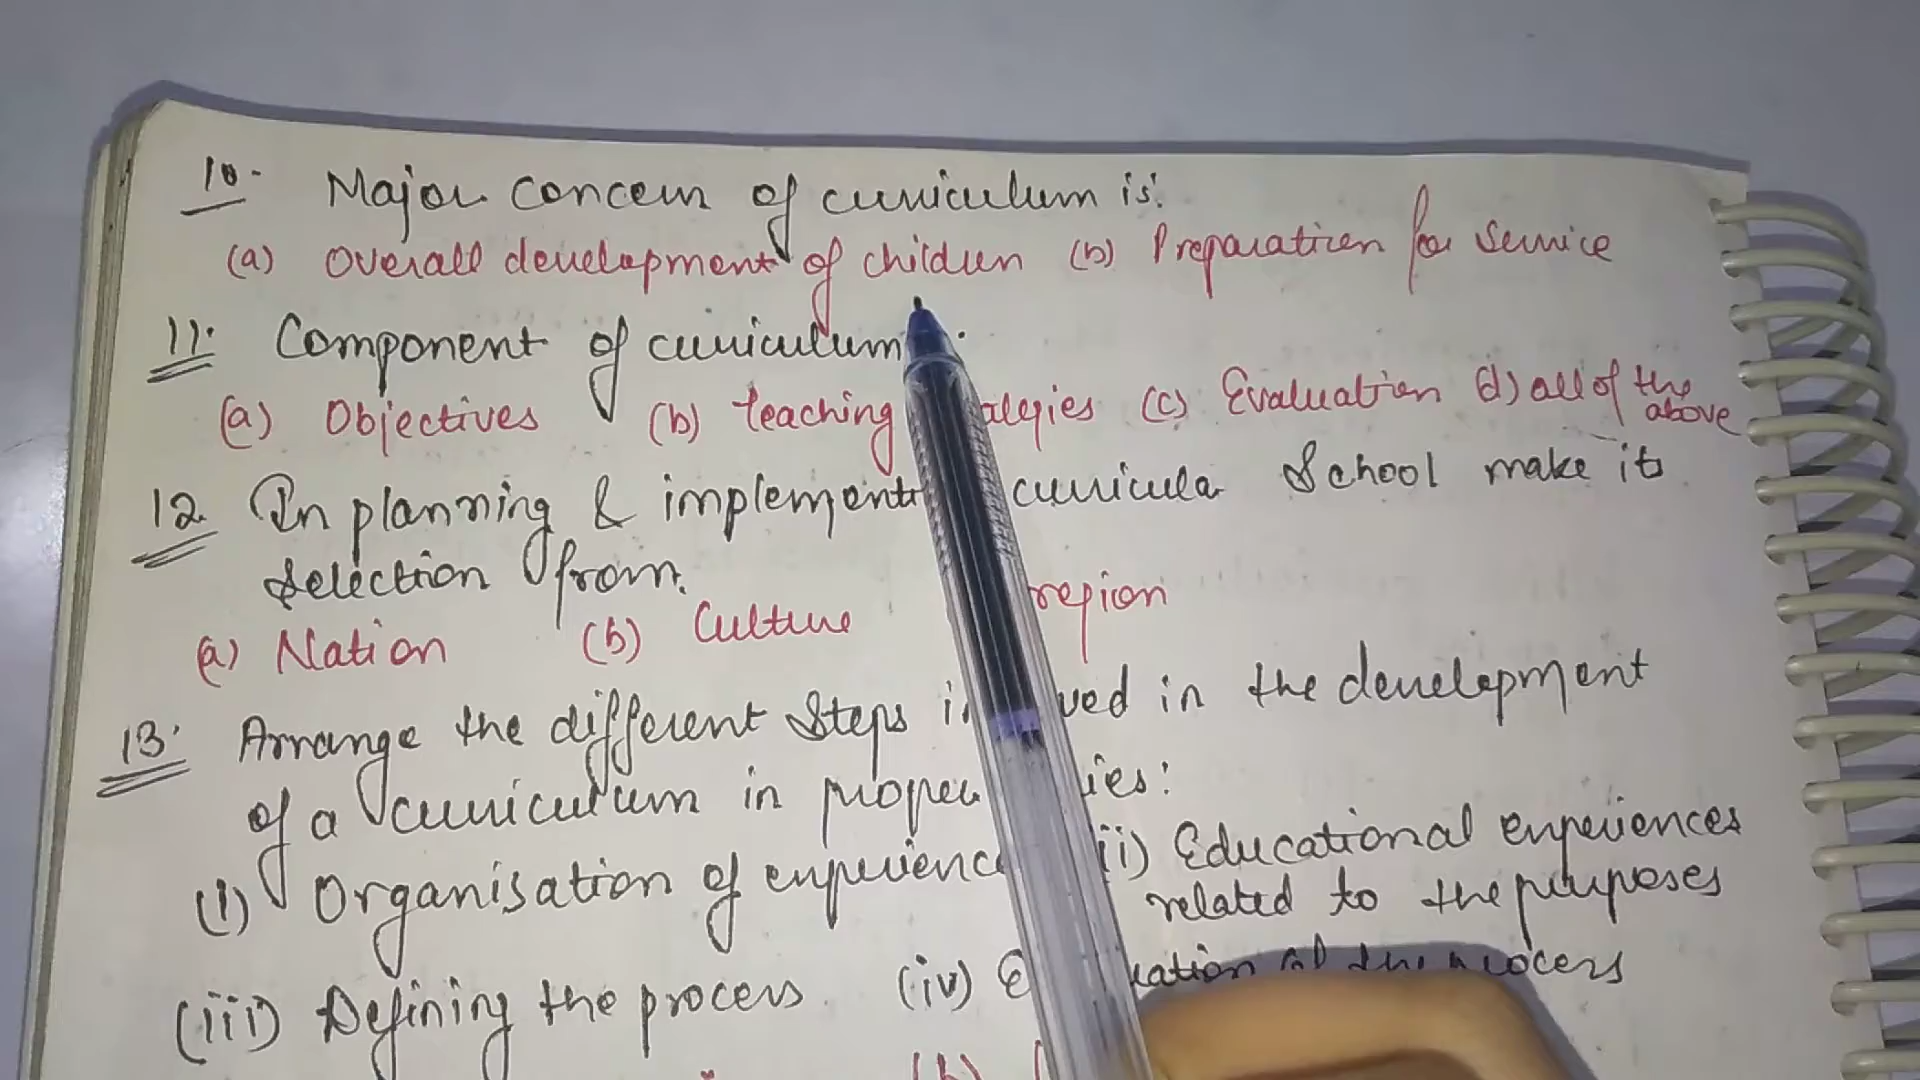 10. Major concern of curriculum is:
(a) Overall development of children (b) Preparation for service
11. Component of curriculum
(a) Objectives (b) teaching (c) Evaluation (d) all of the above
12. In planning & implement curricula School make its
selection from.
(a) Nation (b) Culture region
13. Arrange the different steps in the development
of a curriculum in proper
(i) Organisation of experience (ii) Educational experiences
related to the purposes
(iii) Defining the process (iv) of the process